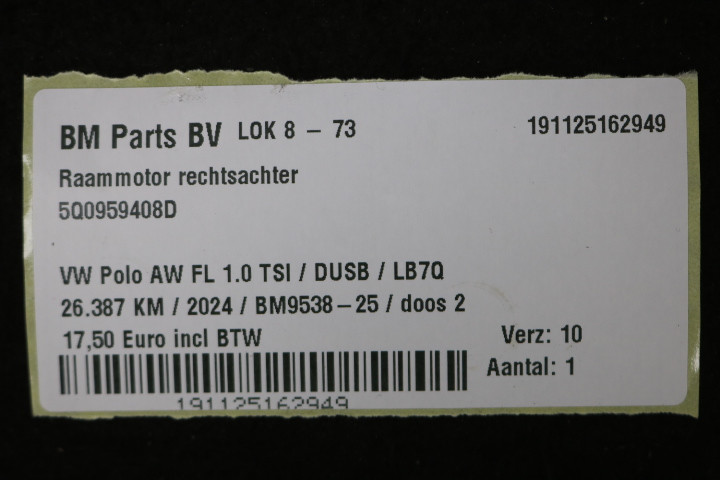 BM Parts BV LOK 8 – 73 191125162949
Raammotor rechtsachter
5Q0959408D
VW Polo AW FL 1.0 TSI / DUSB / LB7Q
26.387 KM / 2024 / BM9538–25 / doos 2
17,50 Euro incl BTW Verz: 10
Aantal: 1
191125162949